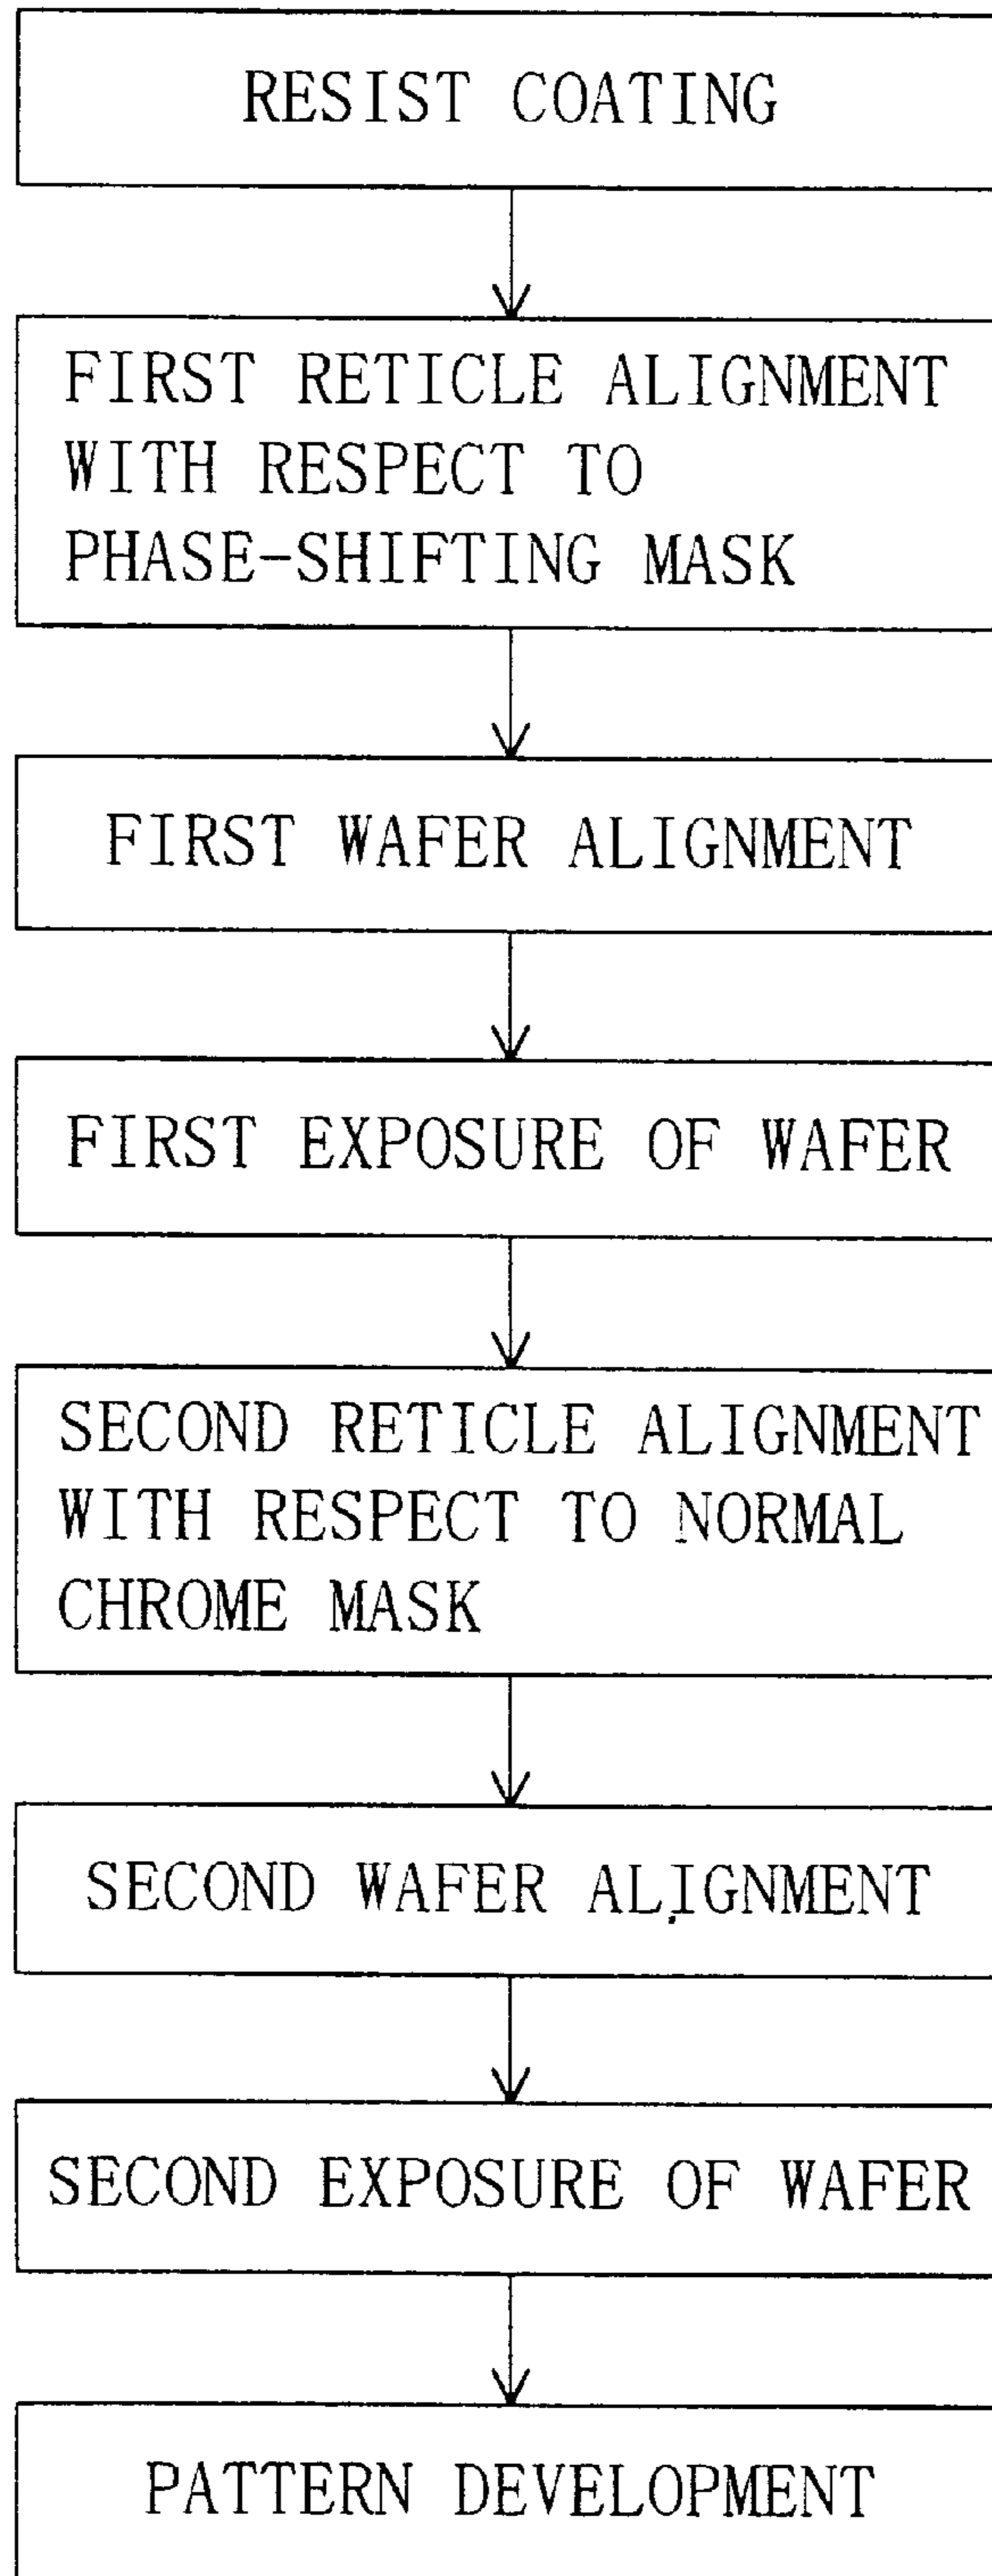 RESIST COATING
FIRST RETICLE ALIGNMENT
WITH RESPECT TO
PHASE-SHIFTING MASK
FIRST WAFER ALIGNMENT
FIRST EXPOSURE OF WAFER
SECOND RETICLE ALIGNMENT
WITH RESPECT TO NORMAL
CHROME MASK
SECOND WAFER ALIGNMENT
SECOND EXPOSURE OF WAFER
PATTERN DEVELOPMENT